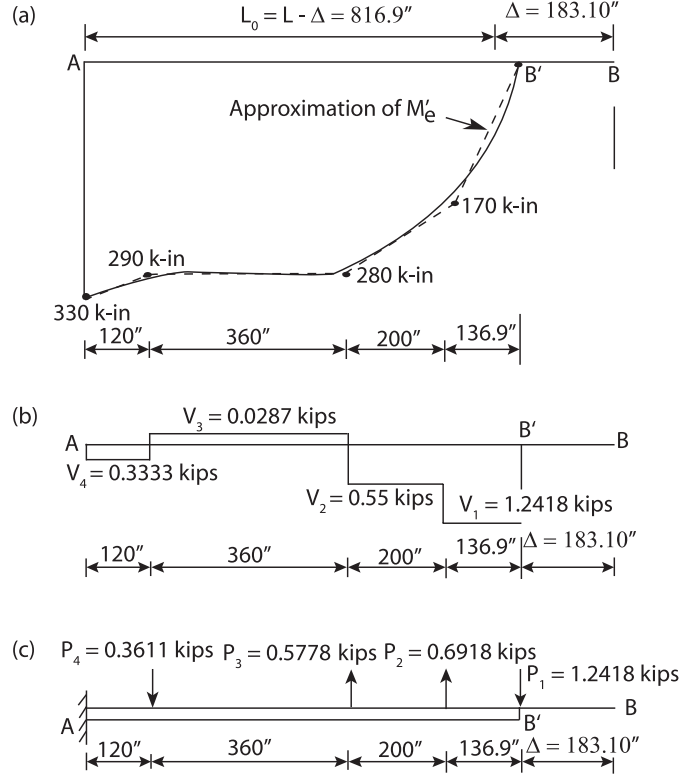 (a)
L₀ = L - Δ = 816.9″
Δ = 183.10″
A
B′
B
Approximation of M′e
170 k-in
290 k-in
280 k-in
330 k-in
120″
360″
200″
136.9″
(b)
V₃ = 0.0287 kips
A
B′
B
V₄ = 0.3333 kips
V₂ = 0.55 kips
V₁ = 1.2418 kips
120″
360″
200″
136.9″
Δ = 183.10″
(c)
P₄ = 0.3611 kips
P₃ = 0.5778 kips
P₂ = 0.6918 kips
P₁ = 1.2418 kips
A
B′
B
120″
360″
200″
136.9″
Δ = 183.10″